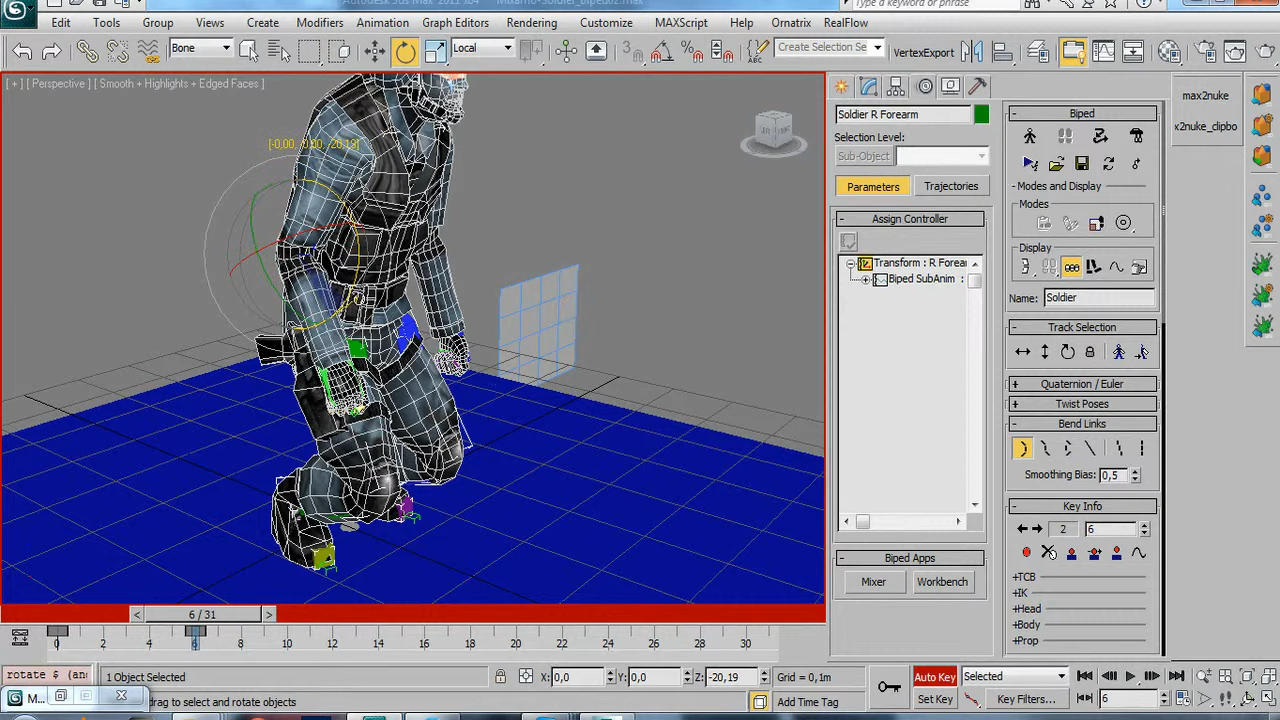 Edit Tools Group Views Create Modifiers Animation Graph Editors Rendering Customize MAXScript Help Ornatrix RealFlow
Type a keyword or phrase
Bone
Local
Create Selection Se
VertexExport
[ + ] [ Perspective ] [ Smooth + Highlights + Edged Faces ]
Soldier R Forearm
Selection Level:
Sub-Object
Parameters
Trajectories
- Assign Controller
Transform : R Forear
Biped SubAnim :
- Biped Apps
Mixer
Workbench
- Biped
- Modes and Display
Modes
Display
Name: Soldier
- Track Selection
+ Quaternion / Euler
+ Twist Poses
- Bend Links
Smoothing Bias: 0,5
- Key Info
2 6
+TCB
+IK
+Head
+Body
+Prop
max2nuke
x2nuke_clipbo
< 6 / 31 >
0 2 4 6 8 10 12 14 16 18 20 22 24 26 28 30
rotate $ (an
1 Object Selected
X: 0,0 Y: 0,0 Z: -20,19
Grid = 0,1m
Auto Key
Selected
M...
drag to select and rotate objects
Add Time Tag
Set Key
Key Filters...
6